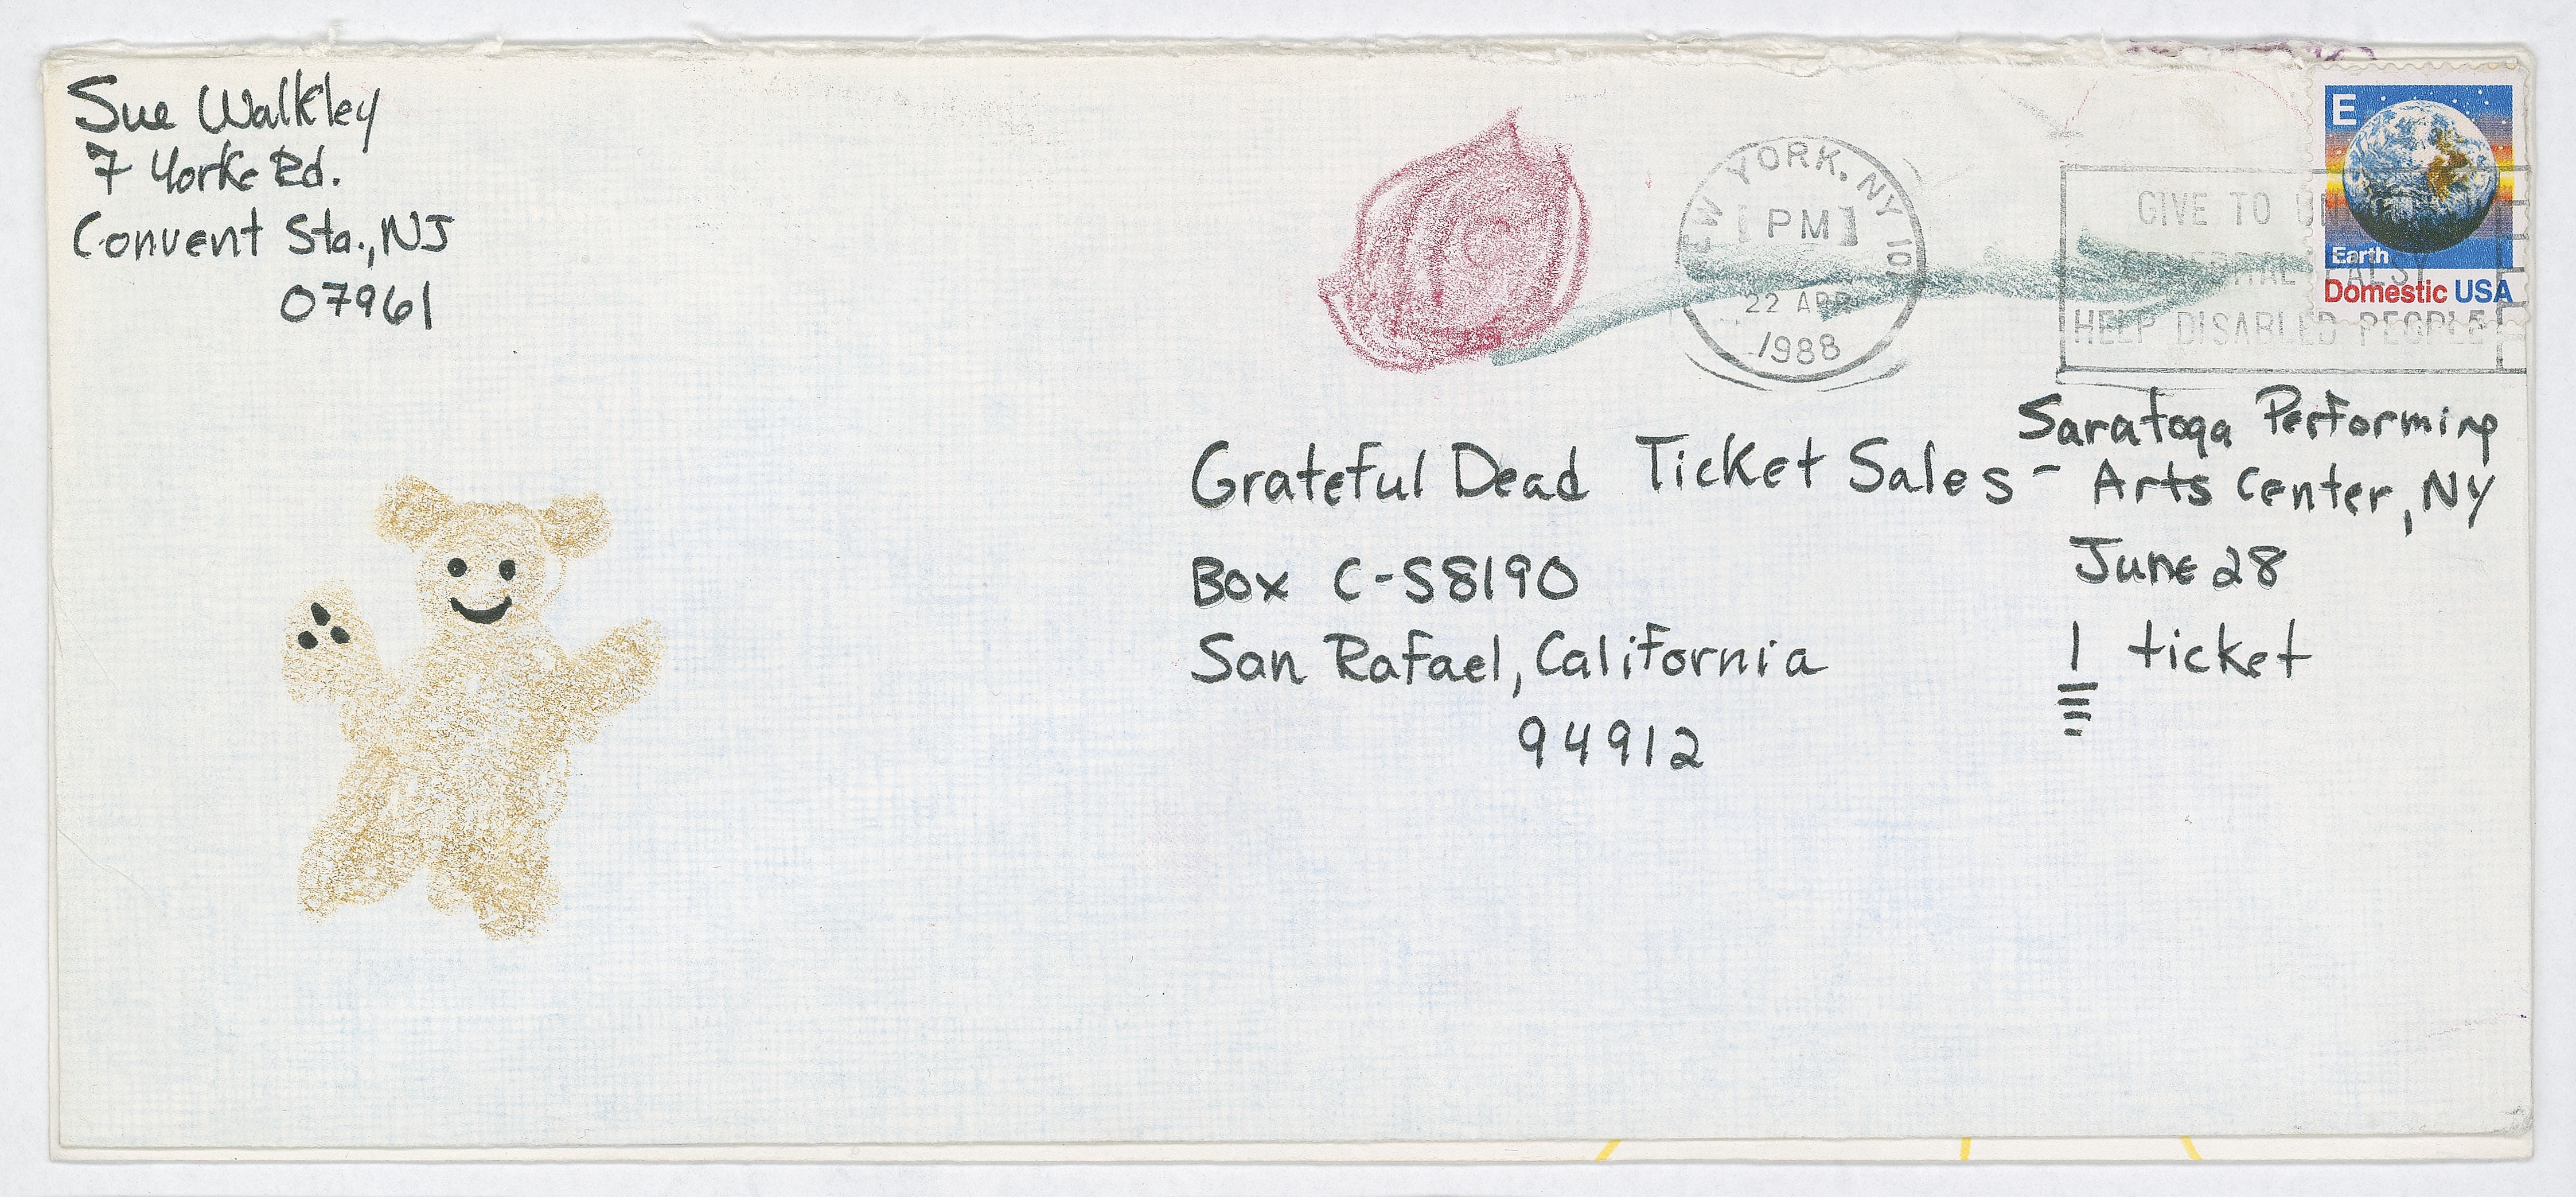 Sue Walkley
7 Yorke Rd.
Convent Sta., NJ
07961
YORK, NY 10
PM
22 APR
1988
GIVE TO
HELP DISABLED PEOPLE
E
Earth
Domestic USA
Grateful Dead Ticket Sales -
Box C-S8190
San Rafael, California
94912
Saratoga Performing
Arts Center, NY
June 28
1 ticket